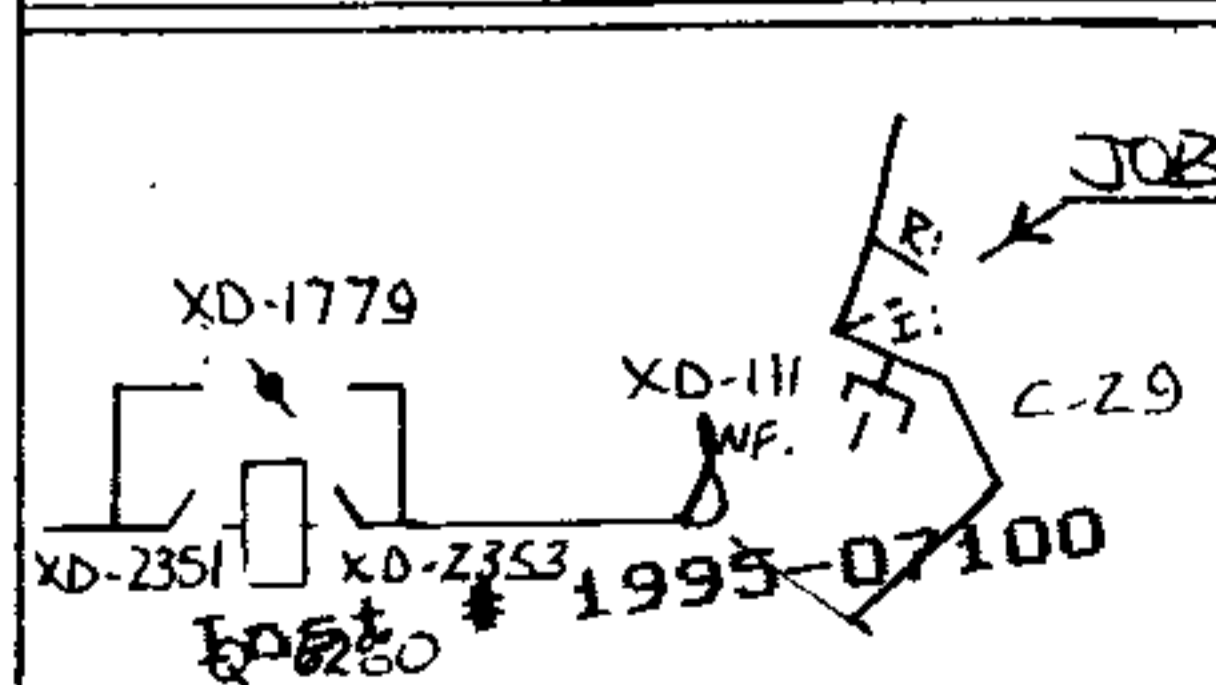 JOB
R:
XD-1779
I:
XD-111
C-29
WF.
XD-2351
XD-2353
# 1995-07100